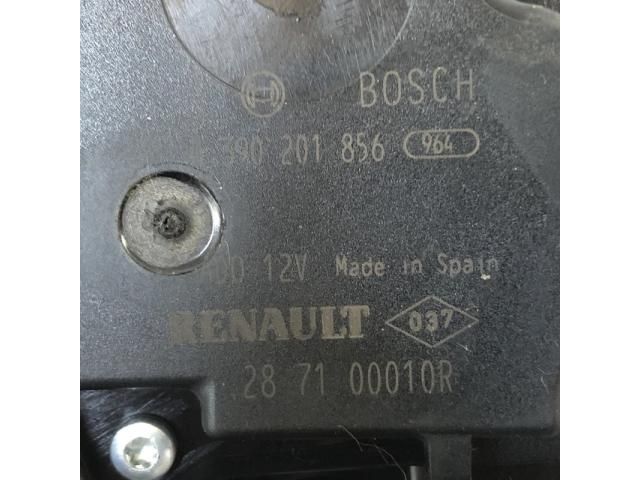 BOSCH
390 201 856 964
12V Made in Spain
RENAULT 037
28 71 00010R